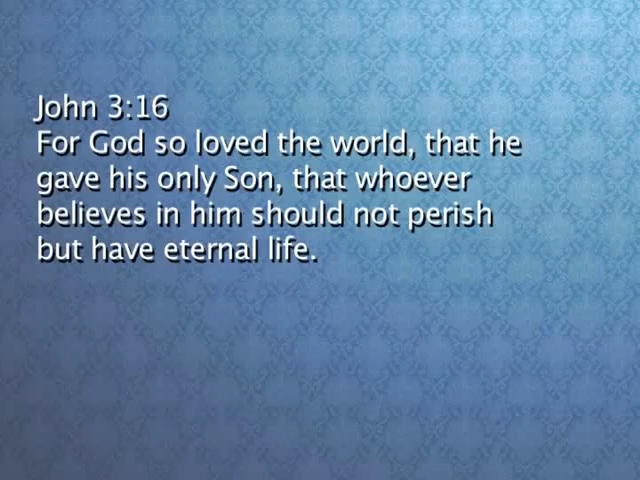 John 3:16
For God so loved the world, that he
gave his only Son, that whoever
believes in him should not perish
but have eternal life.